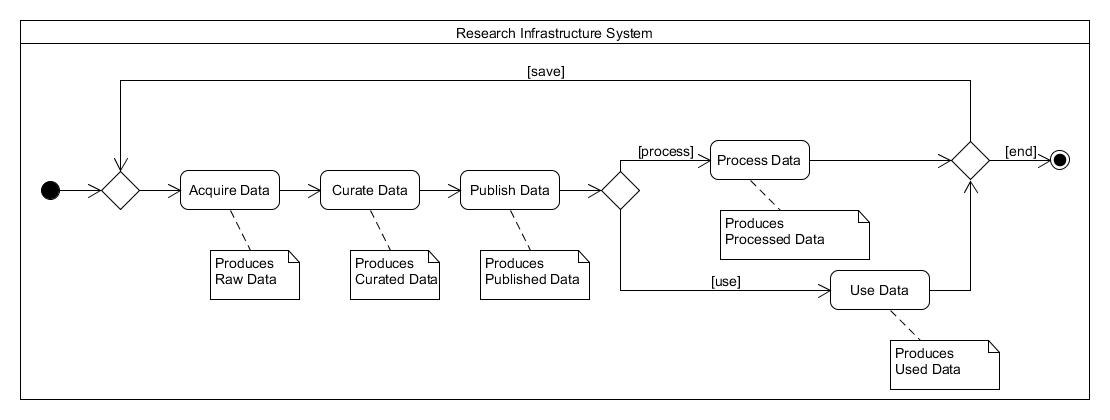 Research Infrastructure System
[save]
[process]
Process Data
[end]
Acquire Data
Curate Data
Publish Data
Produces
Processed Data
Produces
Raw Data
Produces
Curated Data
Produces
Published Data
[use]
Use Data
Produces
Used Data